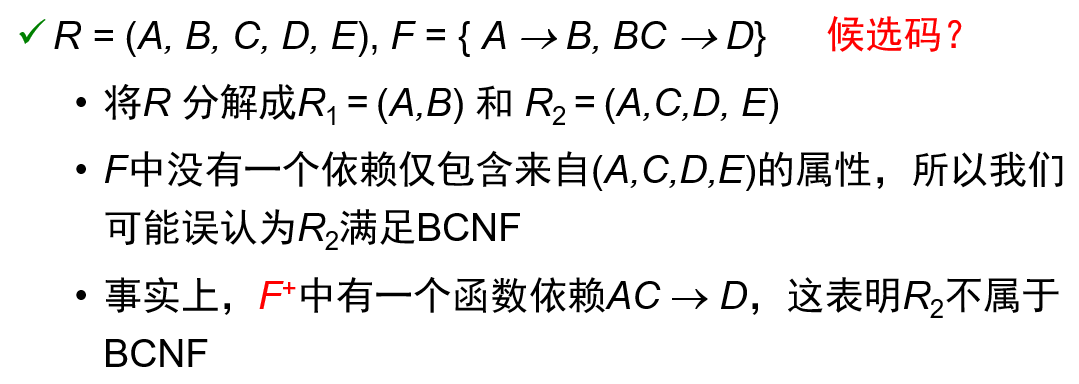 ✓ R = (A, B, C, D, E), F = { A → B, BC → D} 候选码?
• 将R 分解成R₁ = (A,B) 和 R₂ = (A,C,D, E)
• F中没有一个依赖仅包含来自(A,C,D,E)的属性，所以我们
可能误认为R₂满足BCNF
• 事实上，F⁺中有一个函数依赖AC → D，这表明R₂不属于
BCNF